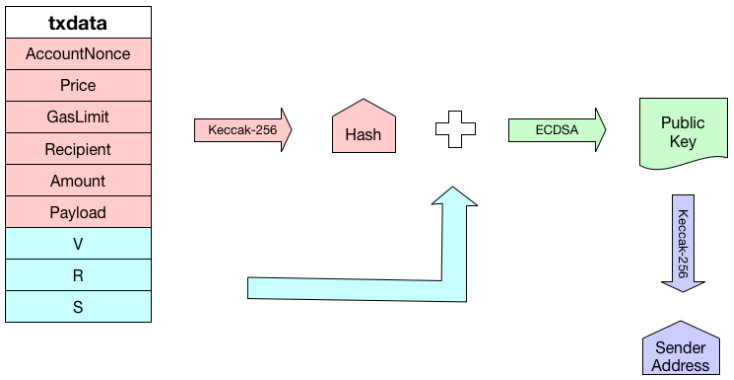 txdata
AccountNonce
Price
GasLimit
Recipient
Amount
Payload
V
R
S
Keccak-256
Hash
ECDSA
Public
Key
Keccak-256
Sender
Address